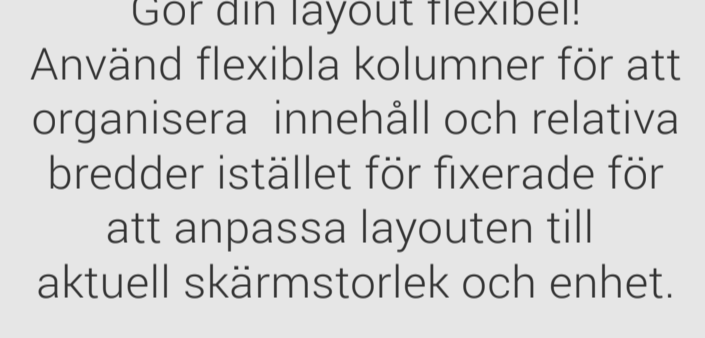 Gör din layout flexibel!
Använd flexibla kolumner för att
organisera  innehåll och relativa
bredder istället för fixerade för
att anpassa layouten till
aktuell skärmstorlek och enhet.